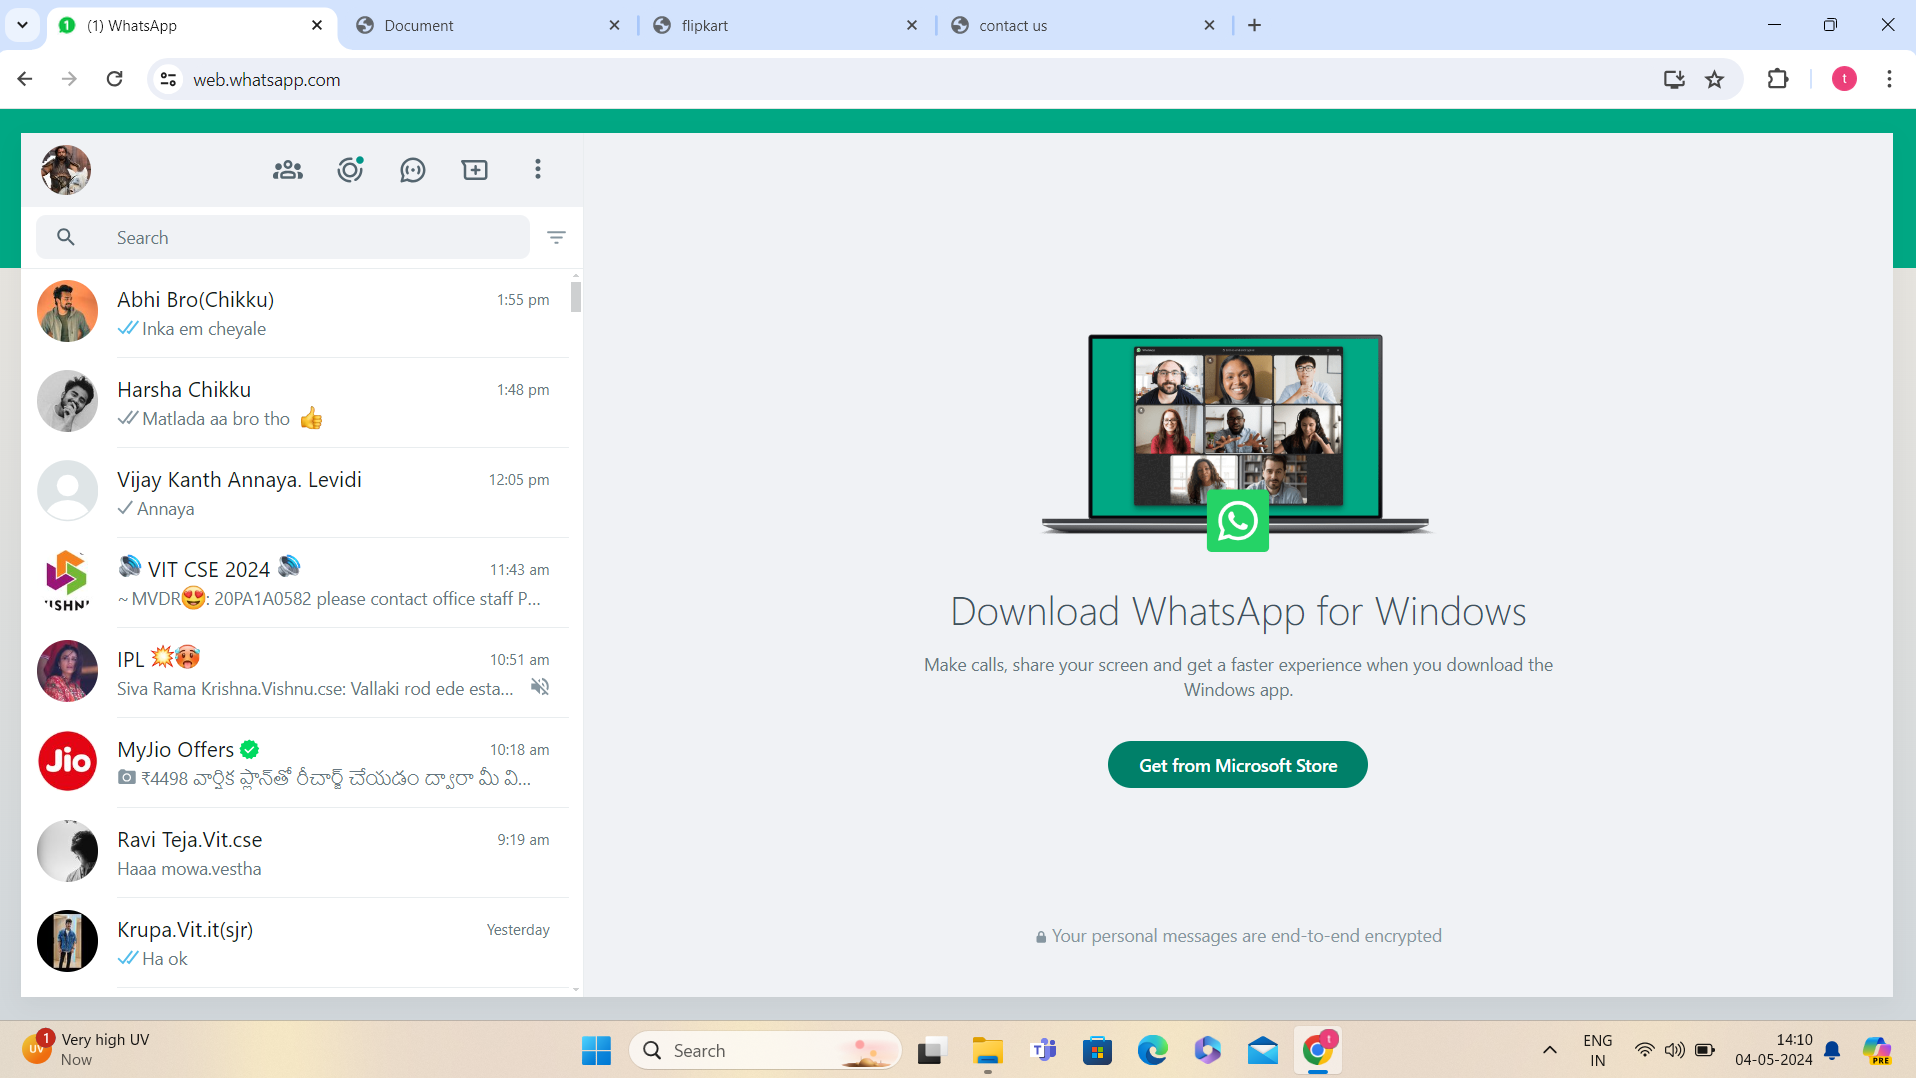 (1) WhatsApp
Document
flipkart
contact us
web.whatsapp.com
t
Search
Abhi Bro(Chikku)
1:55 pm
Inka em cheyale
Harsha Chikku
1:48 pm
Matlada aa bro tho 👍
Vijay Kanth Annaya. Levidi
12:05 pm
Annaya
🔊 VIT CSE 2024 🔊
11:43 am
~ MVDR😍: 20PA1A0582 please contact office staff P...
IPL 💥🥵
10:51 am
Siva Rama Krishna.Vishnu.cse: Vallaki rod ede esta...
Jio
MyJio Offers
10:18 am
₹4498 వార్షిక ప్లాన్‌తో రీచార్జ్ చేయడం ద్వారా మీ వి...
Ravi Teja.Vit.cse
9:19 am
Haaa mowa.vestha
Krupa.Vit.it(sjr)
Yesterday
Ha ok
Download WhatsApp for Windows
Make calls, share your screen and get a faster experience when you download the
Windows app.
Get from Microsoft Store
Your personal messages are end-to-end encrypted
UV
1
Very high UV
Now
Search
t
ENG
IN
14:10
04-05-2024
PRE